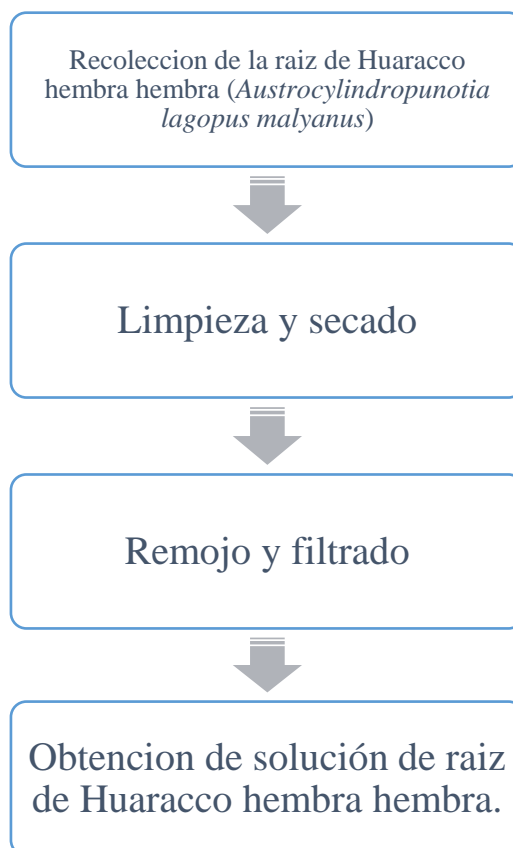 Recoleccion de la raiz de Huaracco
hembra hembra (Austrocylindropunotia
lagopus malyanus)
Limpieza y secado
Remojo y filtrado
Obtencion de solución de raiz
de Huaracco hembra hembra.